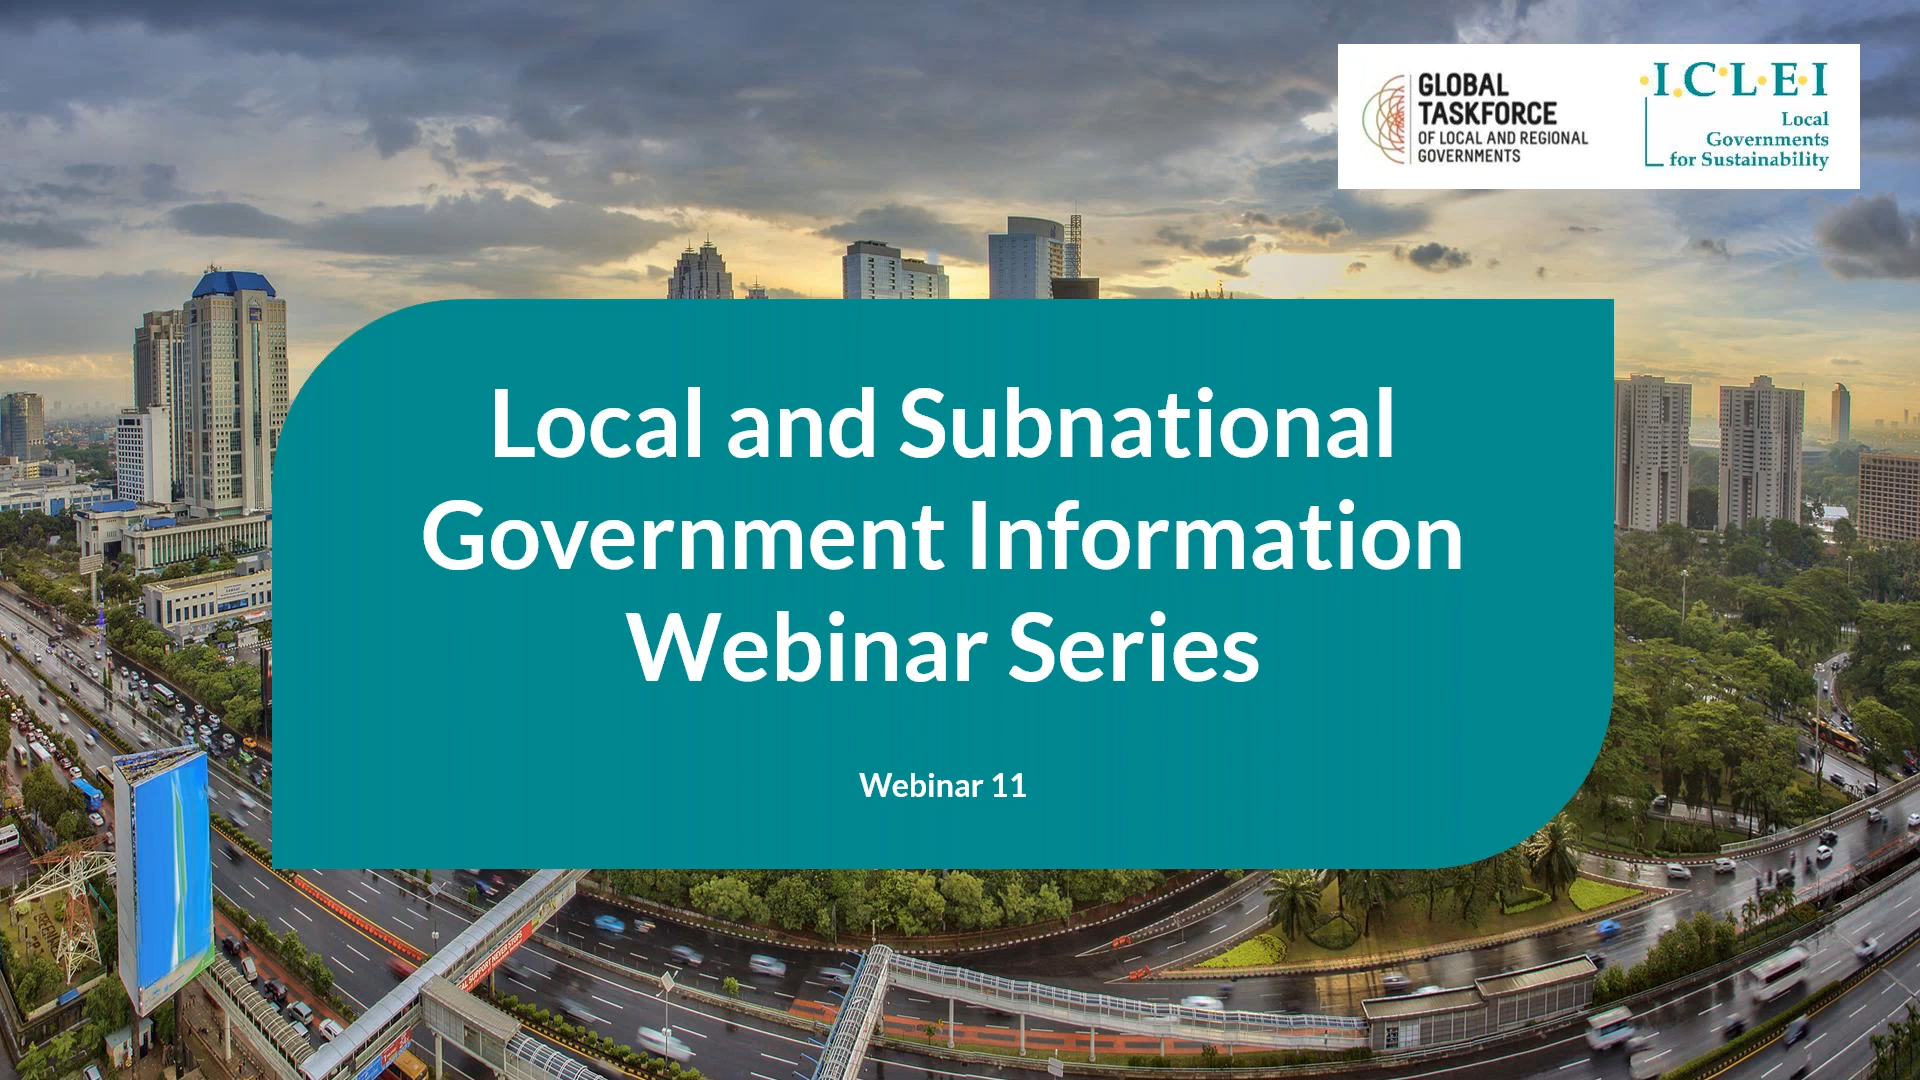 GLOBAL
TASKFORCE
OF LOCAL AND REGIONAL
GOVERNMENTS
I.C.L.E.I
Local
Governments
for Sustainability
Local and Subnational
Government Information
Webinar Series
Webinar 11